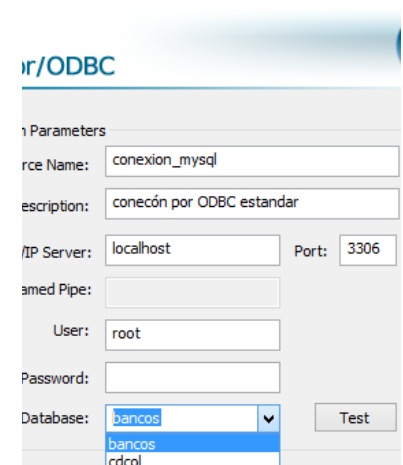 or/ODBC
n Parameters
rce Name: conexion_mysql
escription: conecón por ODBC estandar
/IP Server: localhost Port: 3306
amed Pipe:
User: root
Password:
Database: bancos Test
bancos
cdcol